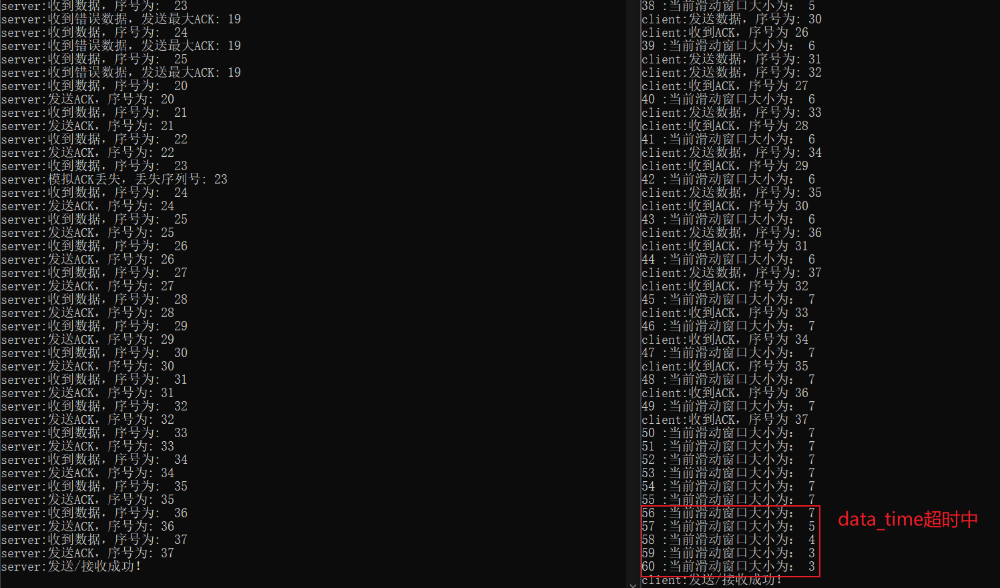 server:收到数据，序号为:  23
server:收到错误数据，发送最大ACK: 19
server:收到数据，序号为:  24
server:收到错误数据，发送最大ACK: 19
server:收到数据，序号为:  25
server:收到错误数据，发送最大ACK: 19
server:收到数据，序号为:  20
server:发送ACK，序号为: 20
server:收到数据，序号为:  21
server:发送ACK，序号为: 21
server:收到数据，序号为:  22
server:发送ACK，序号为: 22
server:收到数据，序号为:  23
server:模拟ACK丢失，丢失序列号: 23
server:收到数据，序号为:  24
server:发送ACK，序号为: 24
server:收到数据，序号为:  25
server:发送ACK，序号为: 25
server:收到数据，序号为:  26
server:发送ACK，序号为: 26
server:收到数据，序号为:  27
server:发送ACK，序号为: 27
server:收到数据，序号为:  28
server:发送ACK，序号为: 28
server:收到数据，序号为:  29
server:发送ACK，序号为: 29
server:收到数据，序号为:  30
server:发送ACK，序号为: 30
server:收到数据，序号为:  31
server:发送ACK，序号为: 31
server:收到数据，序号为:  32
server:发送ACK，序号为: 32
server:收到数据，序号为:  33
server:发送ACK，序号为: 33
server:收到数据，序号为:  34
server:发送ACK，序号为: 34
server:收到数据，序号为:  35
server:发送ACK，序号为: 35
server:收到数据，序号为:  36
server:发送ACK，序号为: 36
server:收到数据，序号为:  37
server:发送ACK，序号为: 37
server:发送/接收成功!
38 :当前滑动窗口大小为:  5
client:发送数据，序号为: 30
client:收到ACK，序号为 26
39 :当前滑动窗口大小为:  6
client:发送数据，序号为: 31
client:发送数据，序号为: 32
client:收到ACK，序号为 27
40 :当前滑动窗口大小为:  6
client:发送数据，序号为: 33
client:收到ACK，序号为 28
41 :当前滑动窗口大小为:  6
client:发送数据，序号为: 34
client:收到ACK，序号为 29
42 :当前滑动窗口大小为:  6
client:发送数据，序号为: 35
client:收到ACK，序号为 30
43 :当前滑动窗口大小为:  6
client:发送数据，序号为: 36
client:收到ACK，序号为 31
44 :当前滑动窗口大小为:  6
client:发送数据，序号为: 37
client:收到ACK，序号为 32
45 :当前滑动窗口大小为:  7
client:收到ACK，序号为 33
46 :当前滑动窗口大小为:  7
client:收到ACK，序号为 34
47 :当前滑动窗口大小为:  7
client:收到ACK，序号为 35
48 :当前滑动窗口大小为:  7
client:收到ACK，序号为 36
49 :当前滑动窗口大小为:  7
client:收到ACK，序号为 37
50 :当前滑动窗口大小为:  7
51 :当前滑动窗口大小为:  7
52 :当前滑动窗口大小为:  7
53 :当前滑动窗口大小为:  7
54 :当前滑动窗口大小为:  7
55 :当前滑动窗口大小为:  7
56 :当前滑动窗口大小为:  7
57 :当前滑动窗口大小为:  5
58 :当前滑动窗口大小为:  4
59 :当前滑动窗口大小为:  3
60 :当前滑动窗口大小为:  3
client:发送/接收成功!
data_time超时中